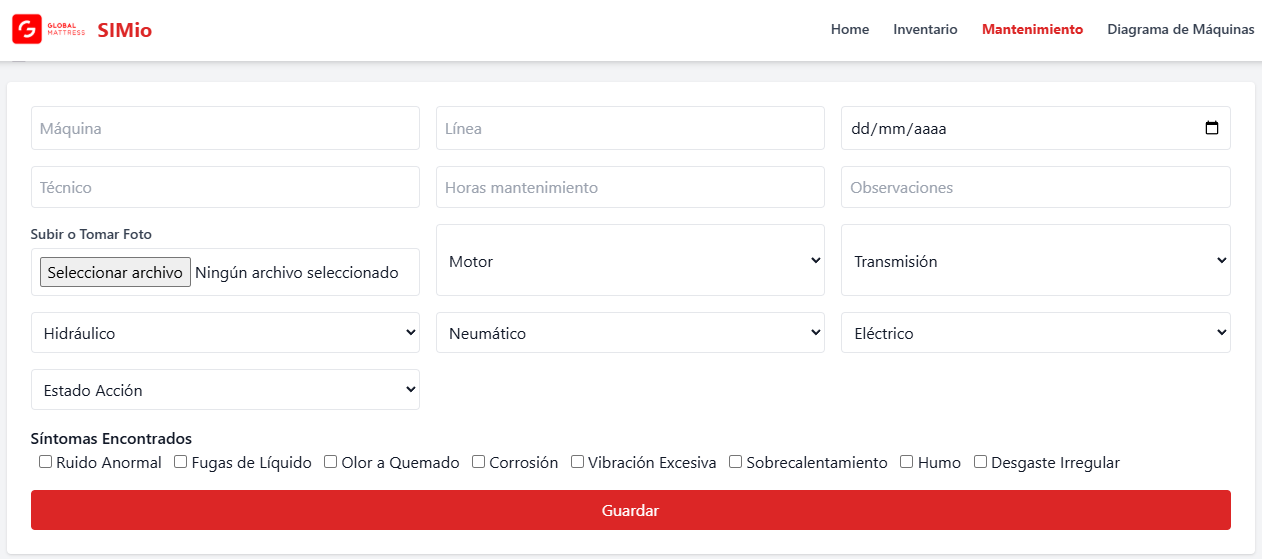 GLOBAL
MATTRESS
SIMio
Home Inventario Mantenimiento Diagrama de Máquinas
Máquina Línea dd/mm/aaaa
Técnico Horas mantenimiento Observaciones
Subir o Tomar Foto
Seleccionar archivo Ningún archivo seleccionado Motor Transmisión
Hidráulico Neumático Eléctrico
Estado Acción
Síntomas Encontrados
Ruido Anormal Fugas de Líquido Olor a Quemado Corrosión Vibración Excesiva Sobrecalentamiento Humo Desgaste Irregular
Guardar